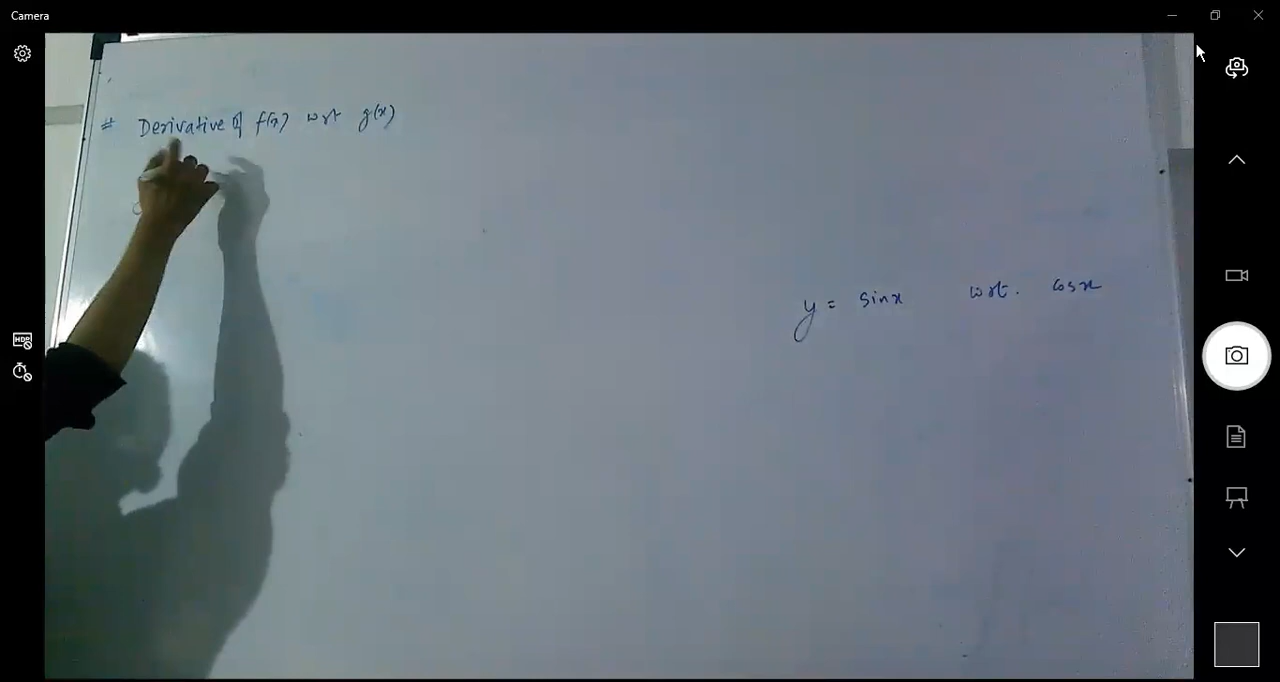 Camera
# Derivative of f(x) wrt g(x)
y = sinx wrt. cosx